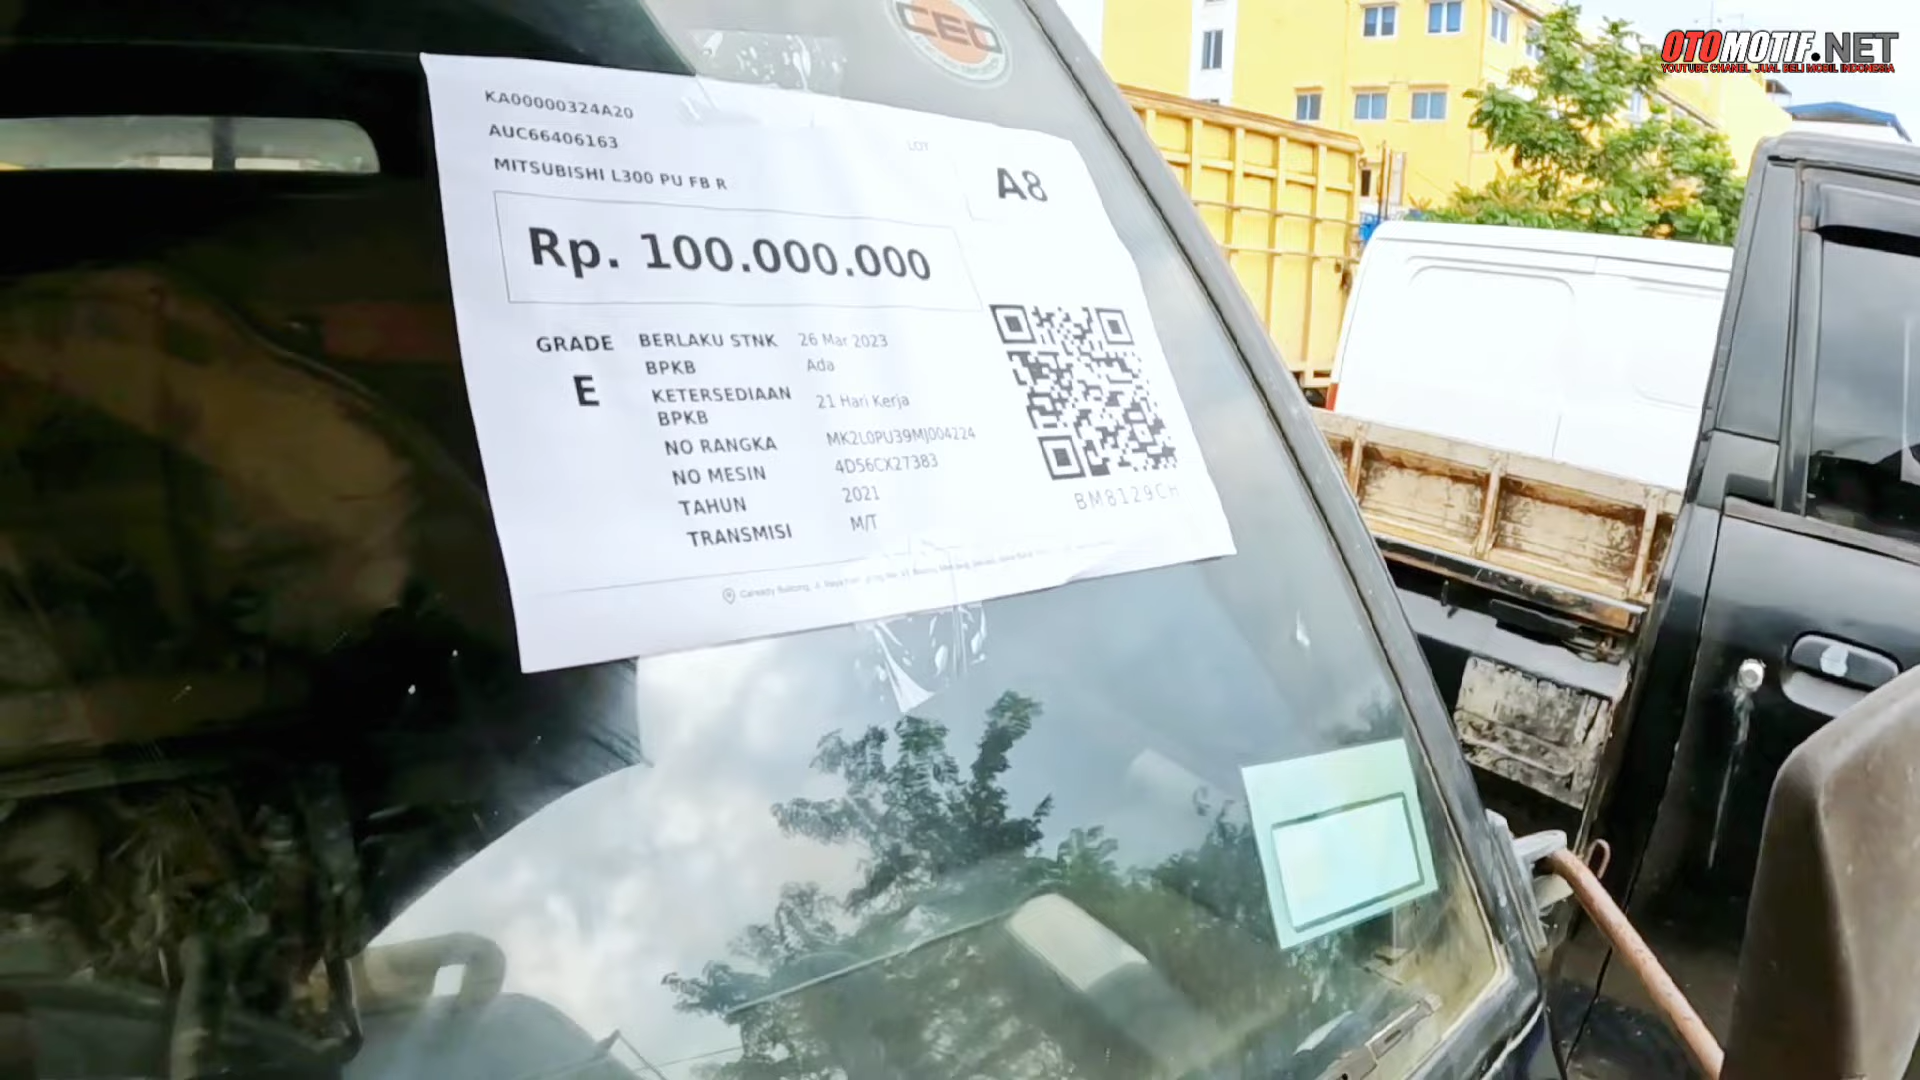 CEO
OTOMOTIF.NET
YOUTUBE CHANEL JUAL BELI MOBIL INDONESIA
KA00000324A20
AUC66406163
MITSUBISHI L300 PU FB R
LOT
A8
Rp. 100.000.000
GRADE
E
BERLAKU STNK 26 Mar 2023
BPKB Ada
KETERSEDIAAN BPKB 21 Hari Kerja
NO RANGKA MK2L0PU39MJ004224
NO MESIN 4D56CX27383
TAHUN 2021
TRANSMISI M/T
BM8129CH